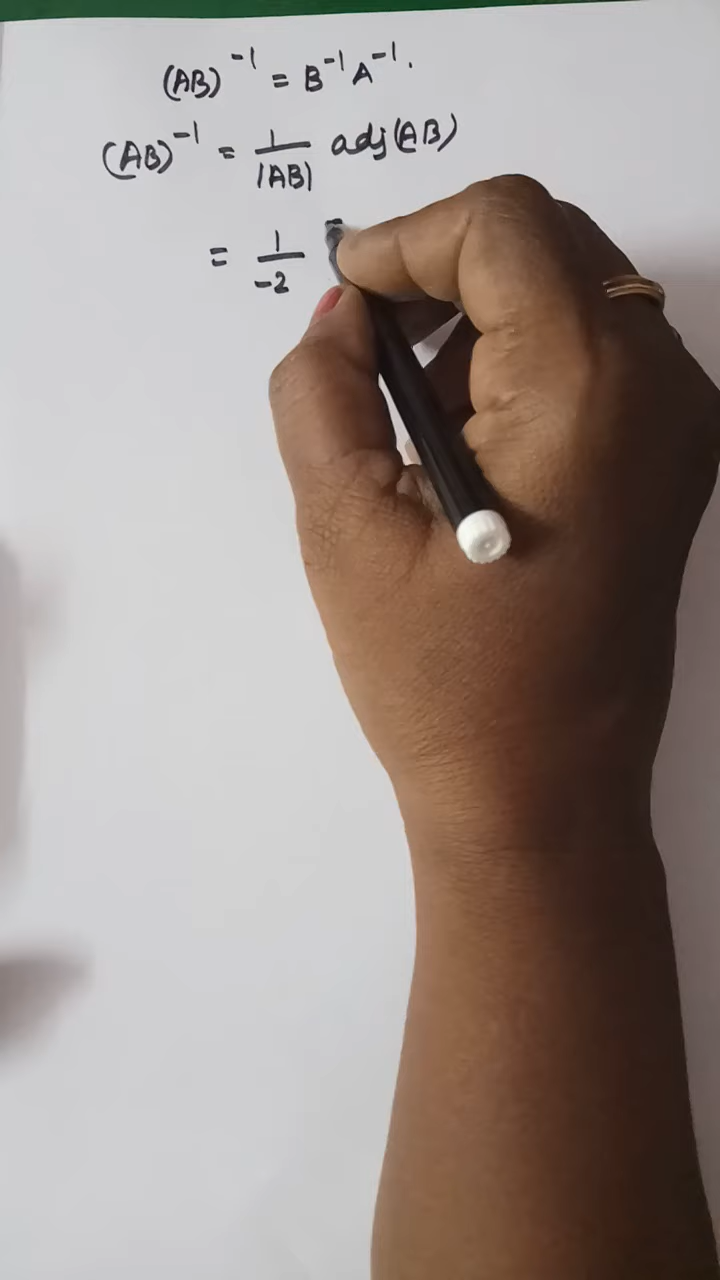 (AB)⁻¹ = B⁻¹A⁻¹.
(AB)⁻¹ = 1/|AB| adj(AB)
= 1/-2